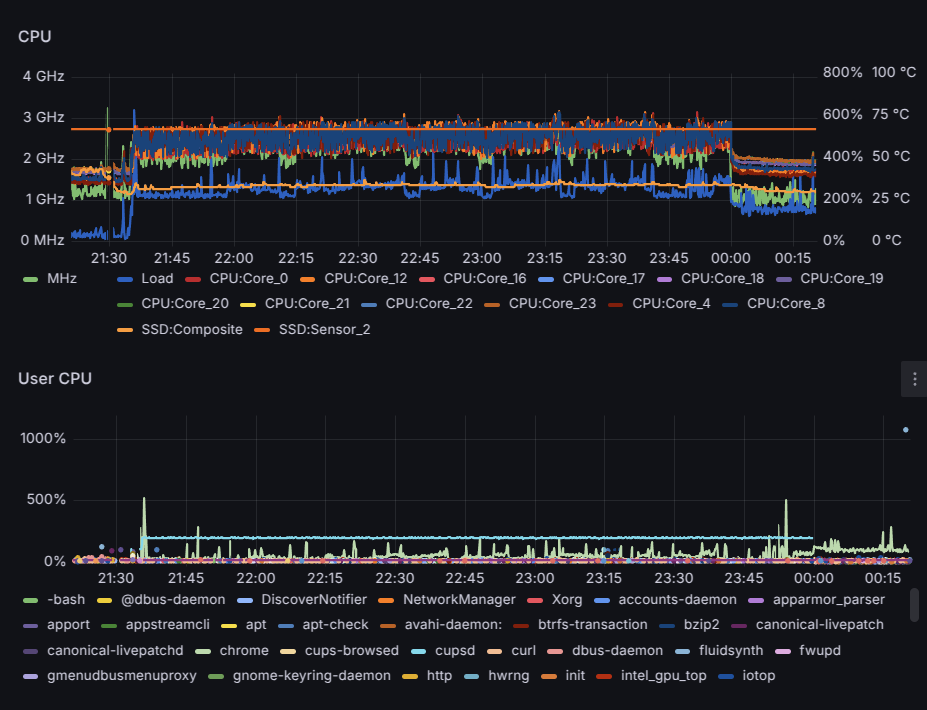 CPU
4 GHz 800% 100 °C
3 GHz 600% 75 °C
2 GHz 400% 50 °C
1 GHz 200% 25 °C
0 MHz 0% 0 °C
21:30 21:45 22:00 22:15 22:30 22:45 23:00 23:15 23:30 23:45 00:00 00:15
MHz Load CPU:Core_0 CPU:Core_12 CPU:Core_16 CPU:Core_17 CPU:Core_18 CPU:Core_19
CPU:Core_20 CPU:Core_21 CPU:Core_22 CPU:Core_23 CPU:Core_4 CPU:Core_8
SSD:Composite SSD:Sensor_2
User CPU
1000%
500%
0%
21:30 21:45 22:00 22:15 22:30 22:45 23:00 23:15 23:30 23:45 00:00 00:15
-bash @dbus-daemon DiscoverNotifier NetworkManager Xorg accounts-daemon apparmor_parser
apport appstreamcli apt apt-check avahi-daemon: btrfs-transaction bzip2 canonical-livepatch
canonical-livepatchd chrome cups-browsed cupsd curl dbus-daemon fluidsynth fwupd
gmenudbusmenuproxy gnome-keyring-daemon http hwrng init intel_gpu_top iotop